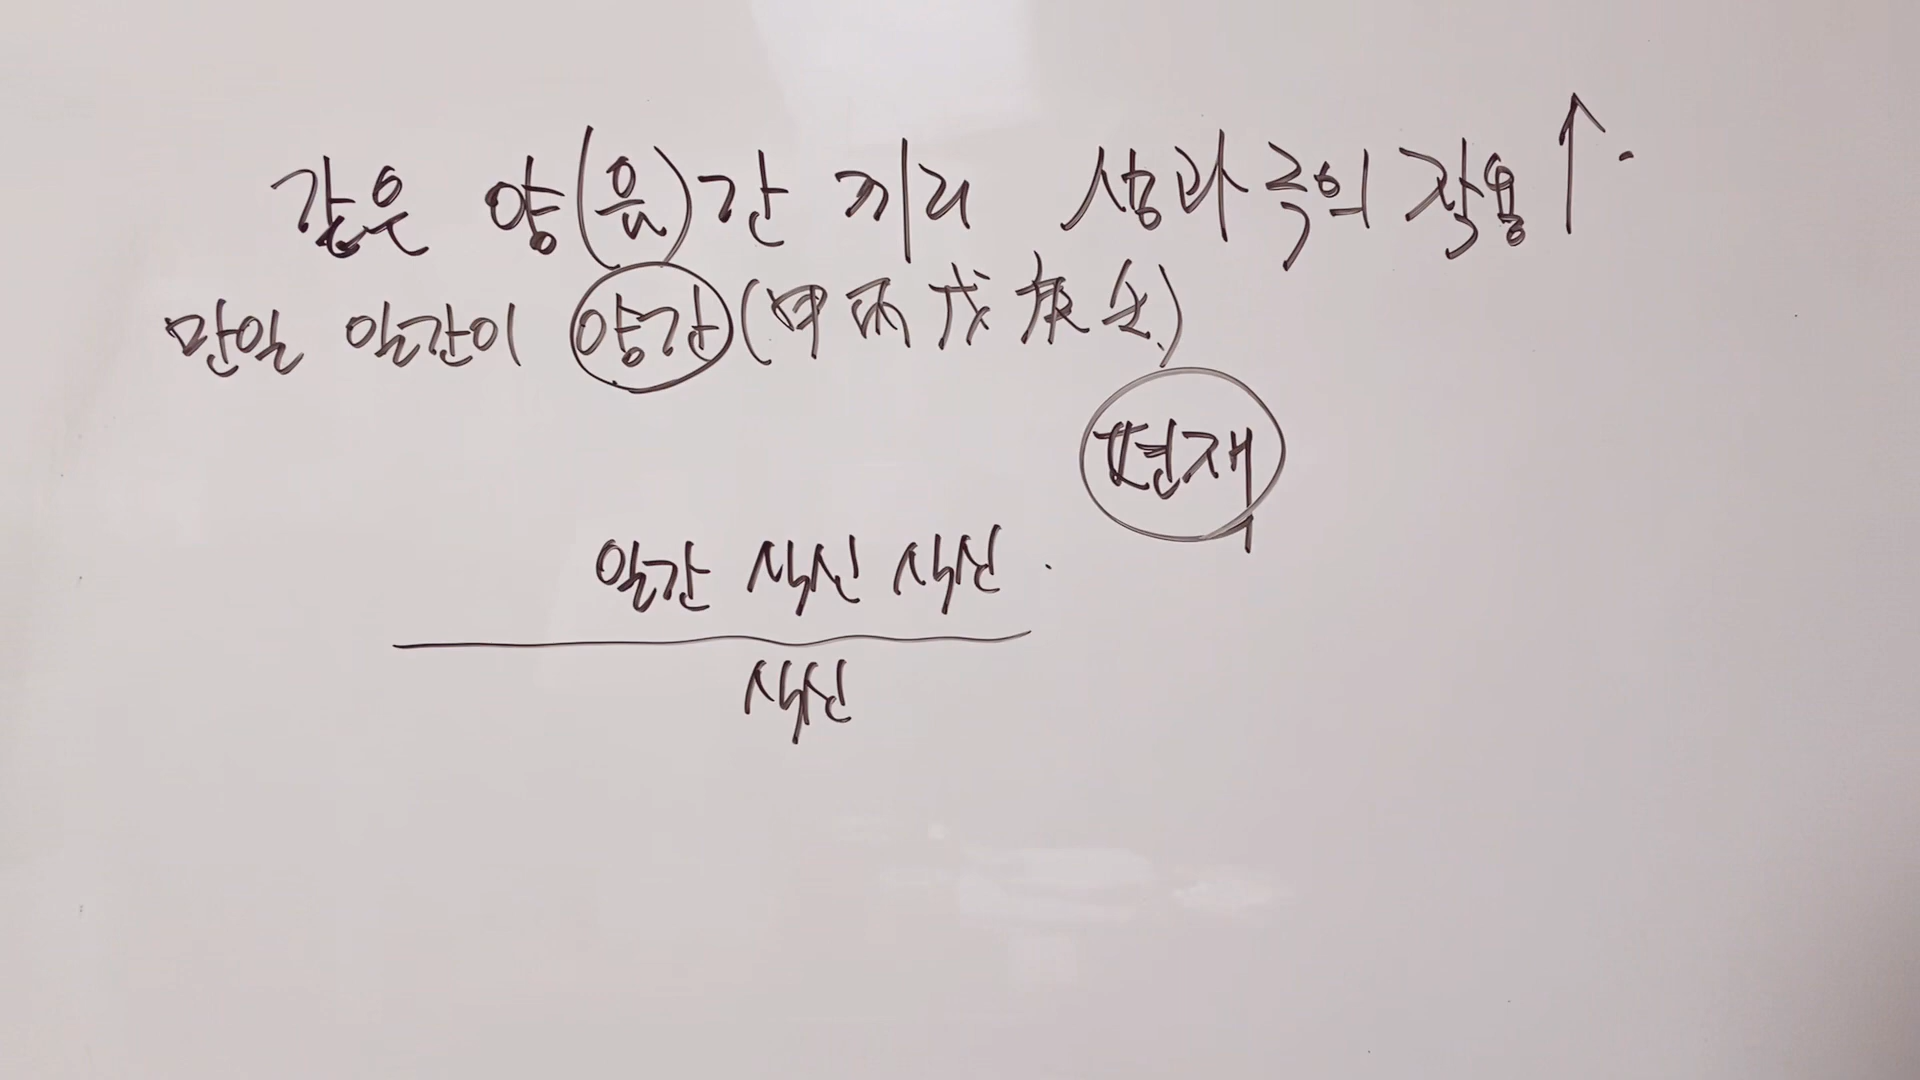 같은 양(음)간 끼리 생과 극의 작용↑.
만일 일간이 양간(甲丙戊庚壬)
편재
일간 식신 식신
식신